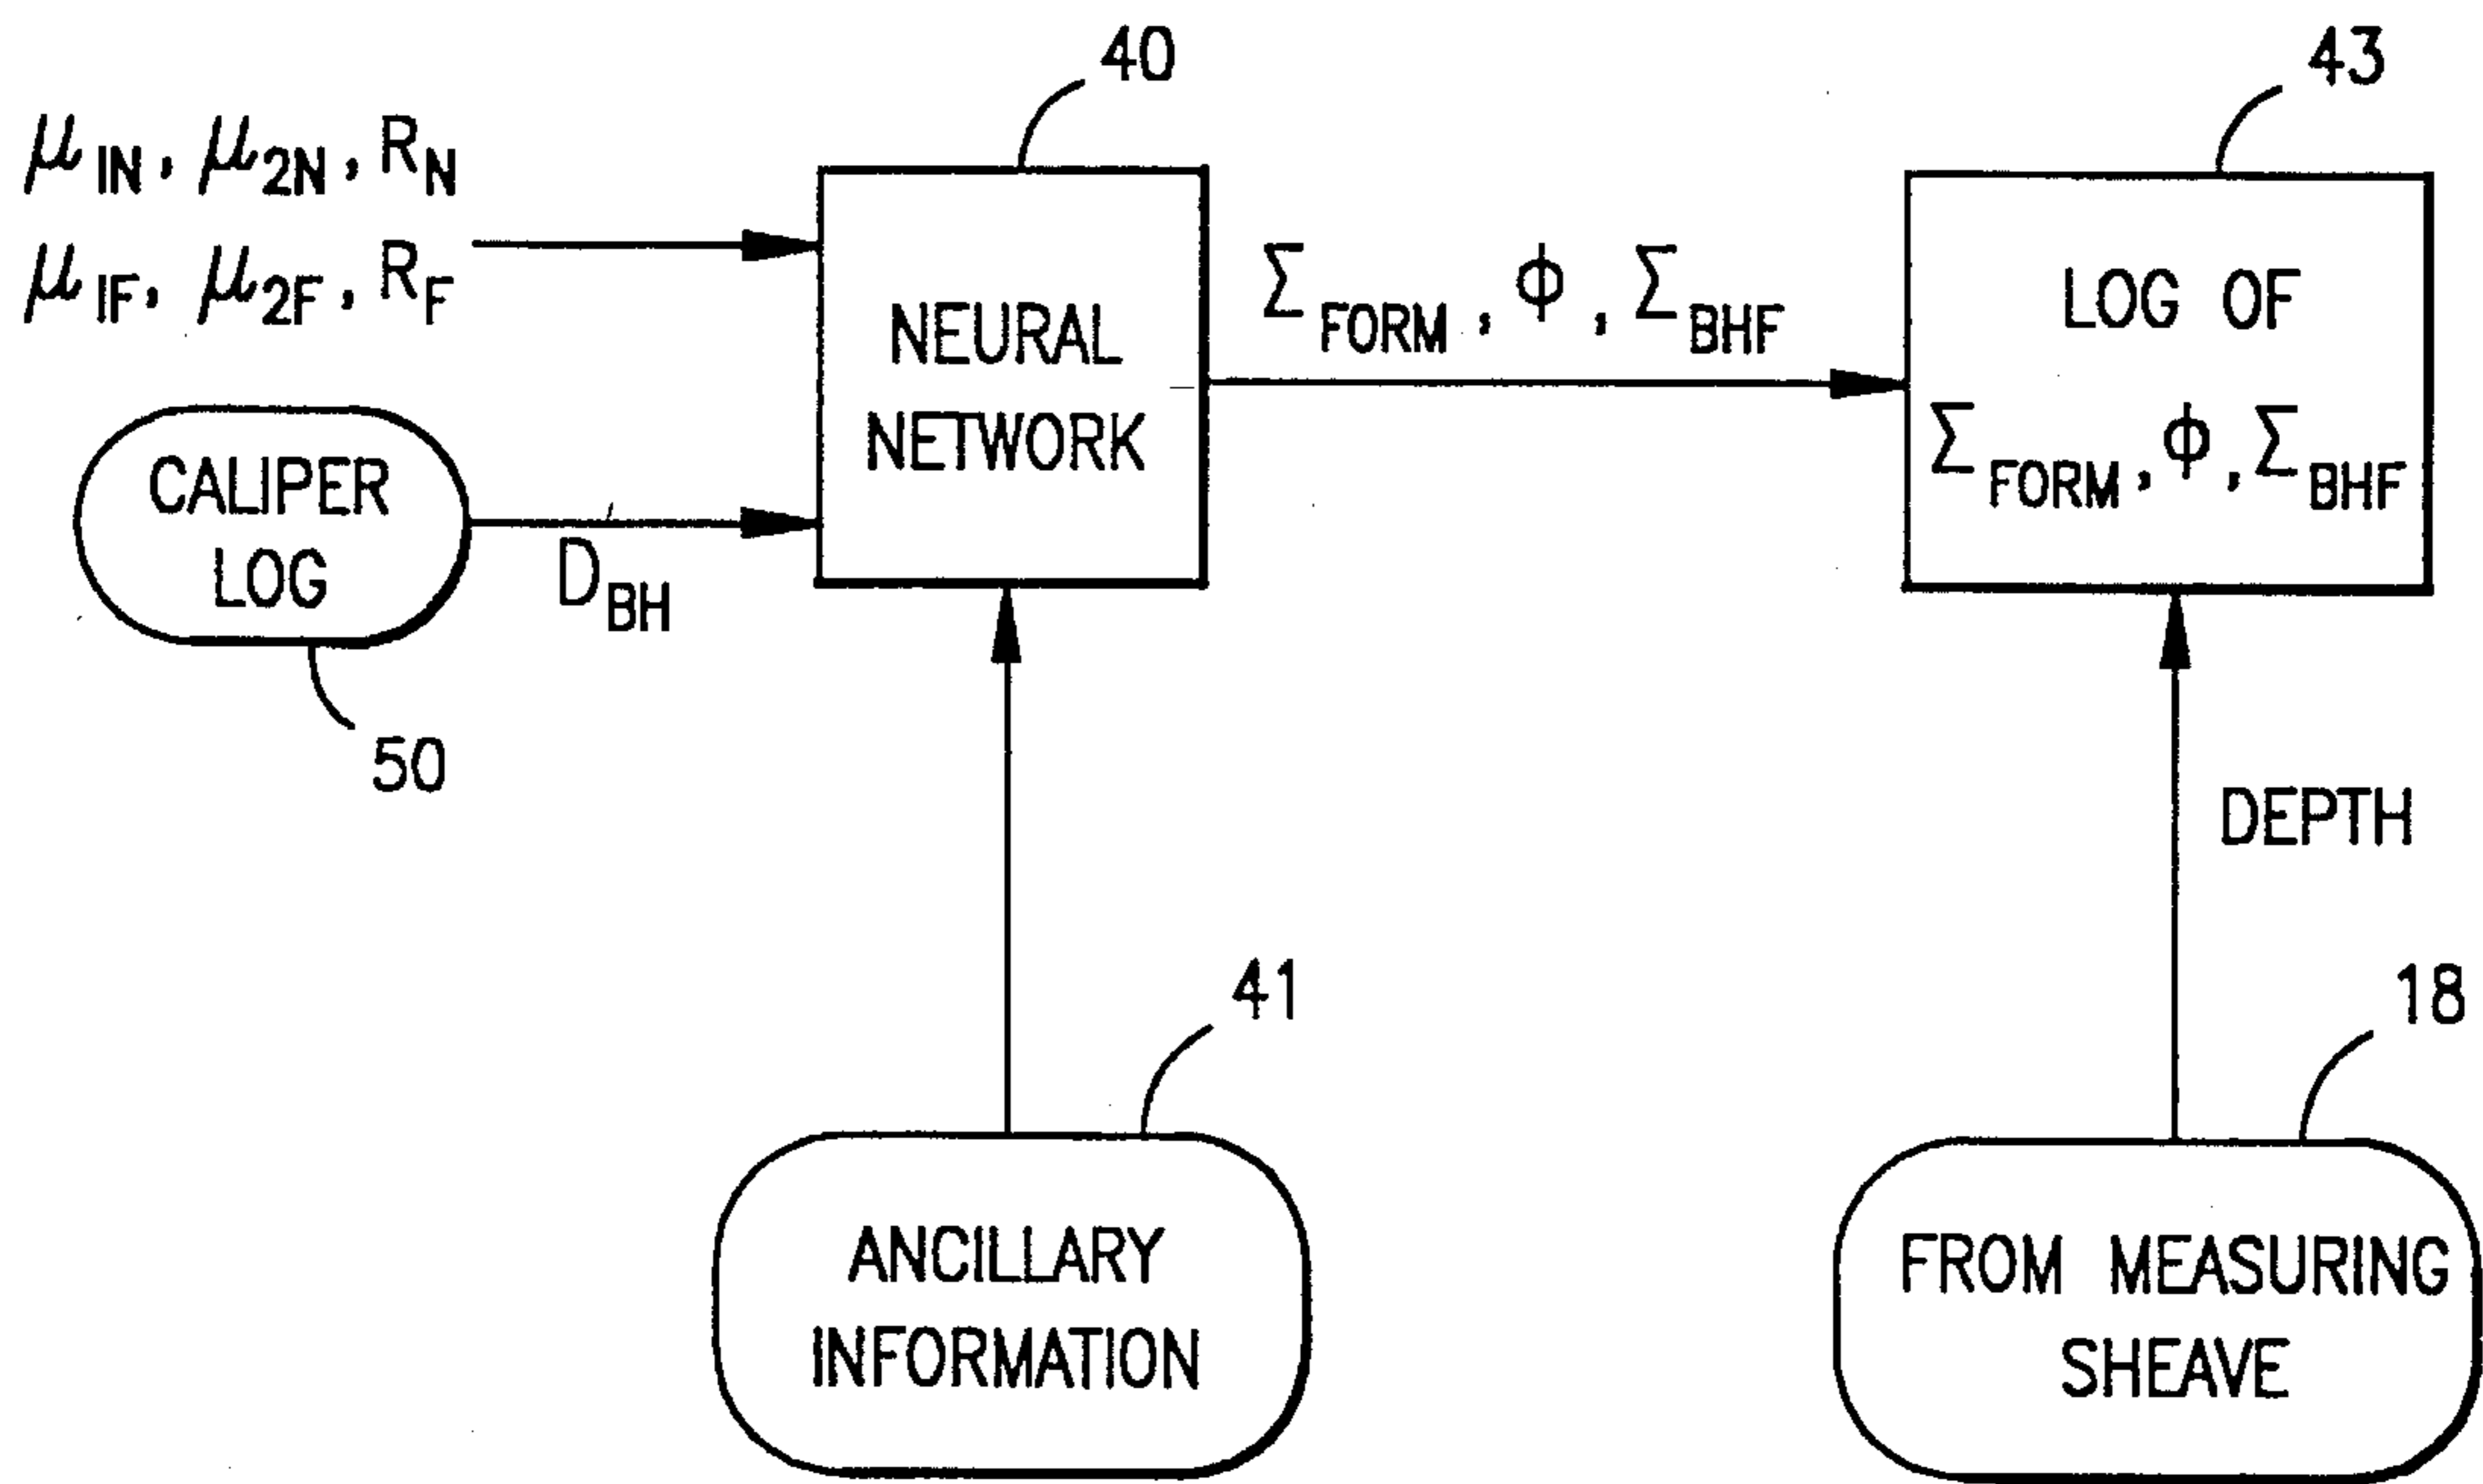 40
43
μ1N, μ2N, RN
μ1F, μ2F, RF
NEURAL
NETWORK
ΣFORM, Φ, ΣBHF
LOG OF
ΣFORM, Φ, ΣBHF
CALIPER
LOG
DBH
50
DEPTH
41
18
ANCILLARY
INFORMATION
FROM MEASURING
SHEAVE